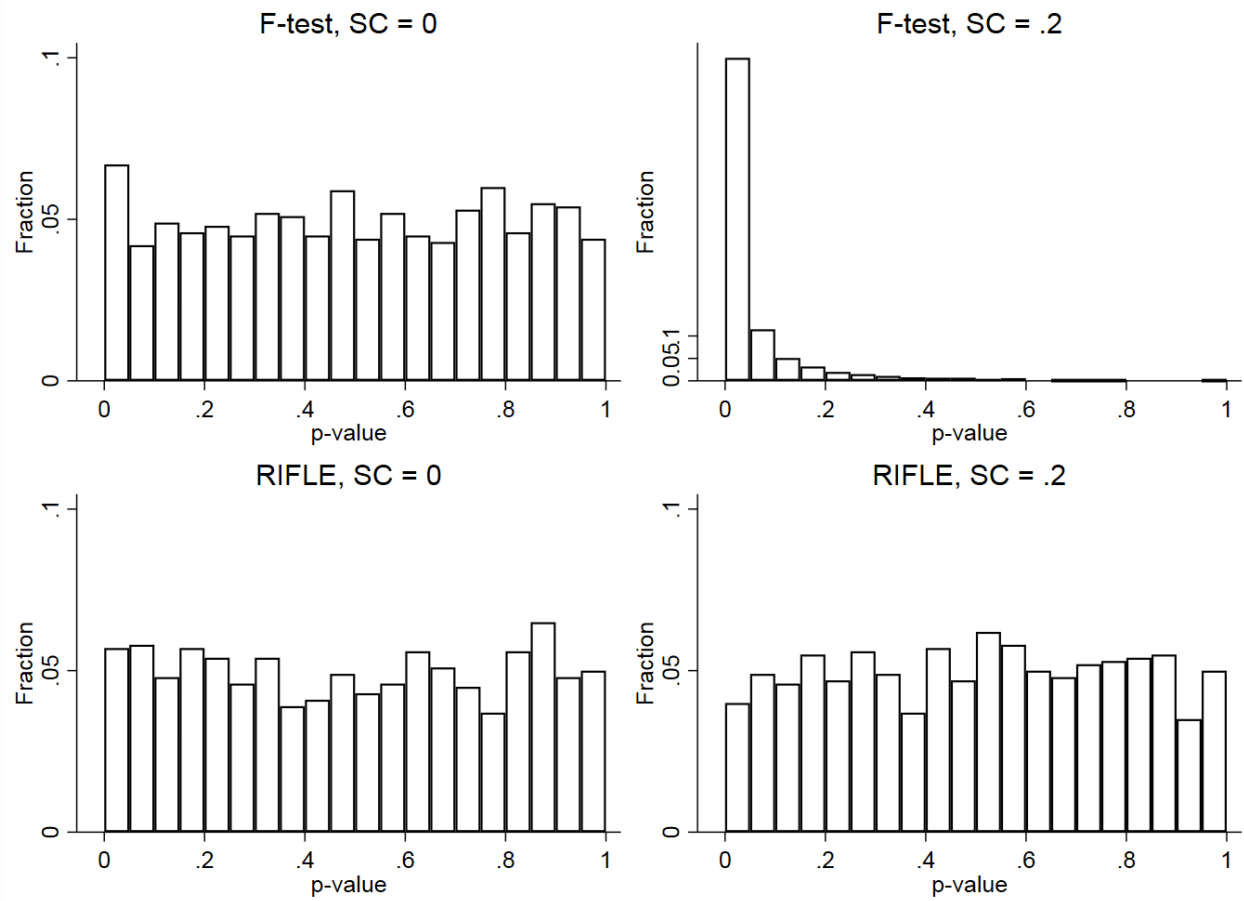 F-test, SC = 0
.1
.05
0
Fraction
0 .2 .4 .6 .8 1
p-value
F-test, SC = .2
0.05.1
Fraction
0 .2 .4 .6 .8 1
p-value
RIFLE, SC = 0
.1
.05
0
Fraction
0 .2 .4 .6 .8 1
p-value
RIFLE, SC = .2
.1
.05
0
Fraction
0 .2 .4 .6 .8 1
p-value